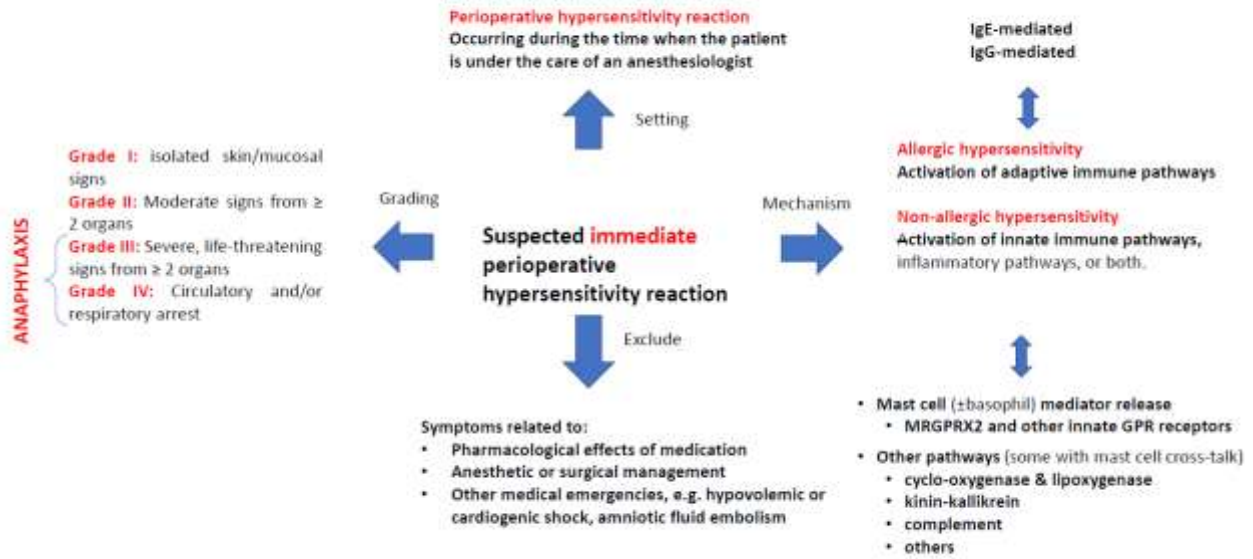 Perioperative hypersensitivity reaction
Occurring during the time when the patient
is under the care of an anesthesiologist
Setting
IgE-mediated
IgG-mediated
Allergic hypersensitivity
Activation of adaptive immune pathways
Non-allergic hypersensitivity
Activation of innate immune pathways,
inflammatory pathways, or both.
Mechanism
Grading
ANAPHYLAXIS
Grade I: isolated skin/mucosal
signs
Grade II: Moderate signs from ≥
2 organs
Grade III: Severe, life-threatening
signs from ≥ 2 organs
Grade IV: Circulatory and/or
respiratory arrest
Suspected immediate
perioperative
hypersensitivity reaction
Exclude
Symptoms related to:
• Pharmacological effects of medication
• Anesthetic or surgical management
• Other medical emergencies, e.g. hypovolemic or
cardiogenic shock, amniotic fluid embolism
• Mast cell (±basophil) mediator release
• MRGPRX2 and other innate GPR receptors
• Other pathways (some with mast cell cross-talk)
• cyclo-oxygenase & lipoxygenase
• kinin-kallikrein
• complement
• others